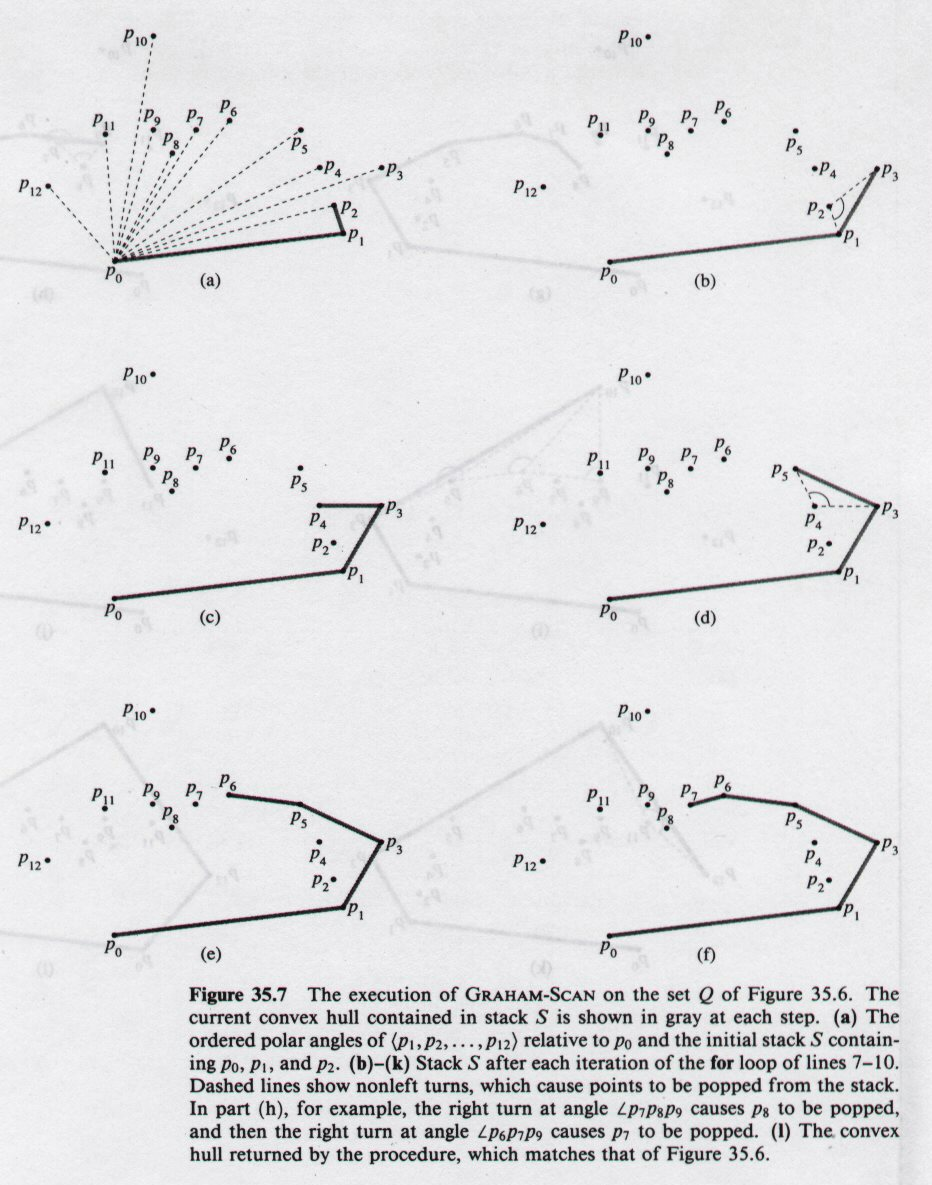 p10
p11
p9
p7
p6
p8
p5
p12
p4
p3
p2
p1
p0
(a)
p10
p11
p9
p7
p6
p8
p5
p12
p4
p3
p2
p1
p0
(b)
p10
p11
p9
p7
p6
p8
p5
p12
p4
p3
p2
p1
p0
(c)
p10
p11
p9
p7
p6
p8
p5
p12
p4
p3
p2
p1
p0
(d)
p10
p11
p9
p7
p6
p8
p5
p12
p4
p3
p2
p1
p0
(e)
p10
p11
p9
p7
p6
p8
p5
p12
p4
p3
p2
p1
p0
(f)
Figure 35.7 The execution of GRAHAM-SCAN on the set Q of Figure 35.6. The
current convex hull contained in stack S is shown in gray at each step. (a) The
ordered polar angles of ⟨p1, p2, ..., p12⟩ relative to p0 and the initial stack S contain-
ing p0, p1, and p2. (b)–(k) Stack S after each iteration of the for loop of lines 7–10.
Dashed lines show nonleft turns, which cause points to be popped from the stack.
In part (h), for example, the right turn at angle ∠p7p8p9 causes p8 to be popped,
and then the right turn at angle ∠p6p7p9 causes p7 to be popped. (l) The convex
hull returned by the procedure, which matches that of Figure 35.6.